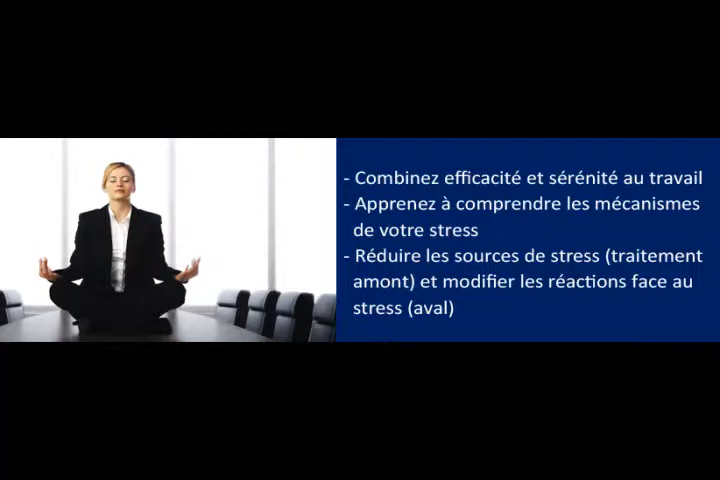 - Combinez efficacité et sérénité au travail
- Apprenez à comprendre les mécanismes
de votre stress
- Réduire les sources de stress (traitement
amont) et modifier les réactions face au
stress (aval)